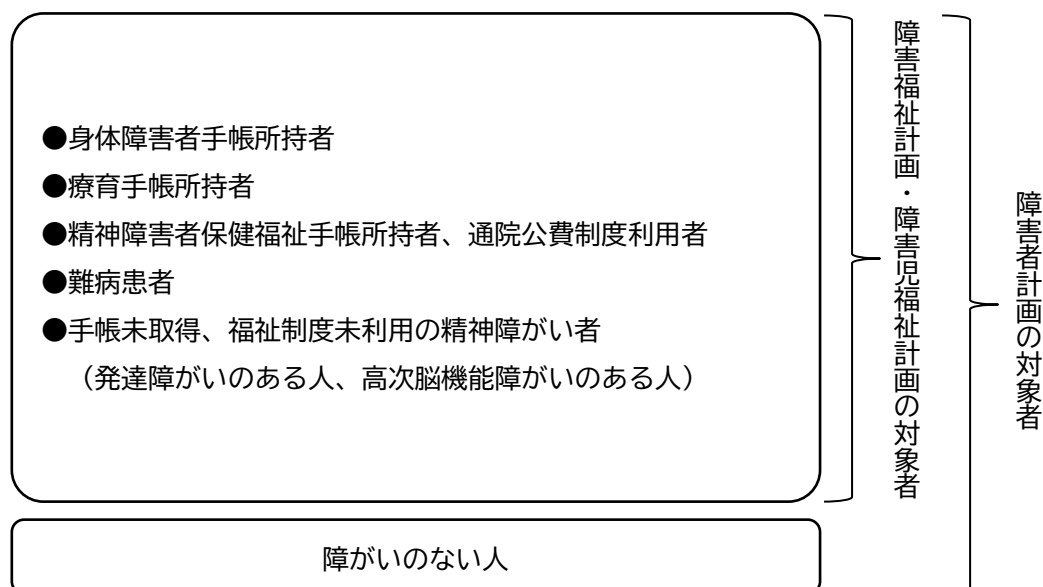 ●身体障害者手帳所持者
●療育手帳所持者
●精神障害者保健福祉手帳所持者、通院公費制度利用者
●難病患者
●手帳未取得、福祉制度未利用の精神障がい者
（発達障がいのある人、高次脳機能障がいのある人）
障がいのない人
障害福祉計画・障害児福祉計画の対象者
障害者計画の対象者